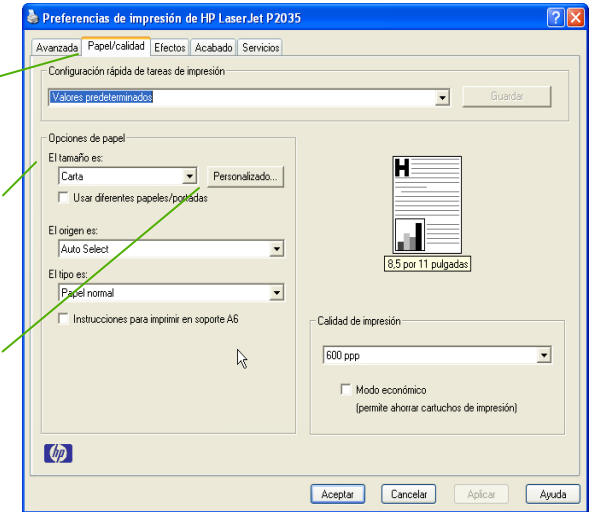 Preferencias de impresión de HP LaserJet P2035
Avanzada Papel/calidad Efectos Acabado Servicios
Configuración rápida de tareas de impresión
Valores predeterminados Guardar
Opciones de papel
El tamaño es:
Carta Personalizado...
Usar diferentes papeles/portadas
El origen es:
Auto Select
El tipo es:
Papel normal
Instrucciones para imprimir en soporte A6
H
8,5 por 11 pulgadas
Calidad de impresión
600 ppp
Modo económico
(permite ahorrar cartuchos de impresión)
hp
Aceptar Cancelar Aplicar Ayuda